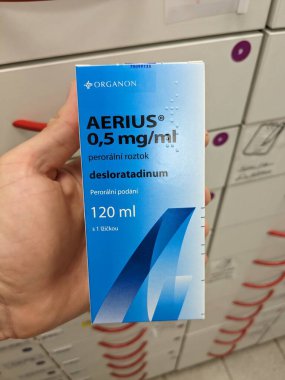 ORGANON
AERIUS®
0,5 mg/ml
perorální roztok
desloratadinum
Perorální podání
120 ml
s 1 lžičkou